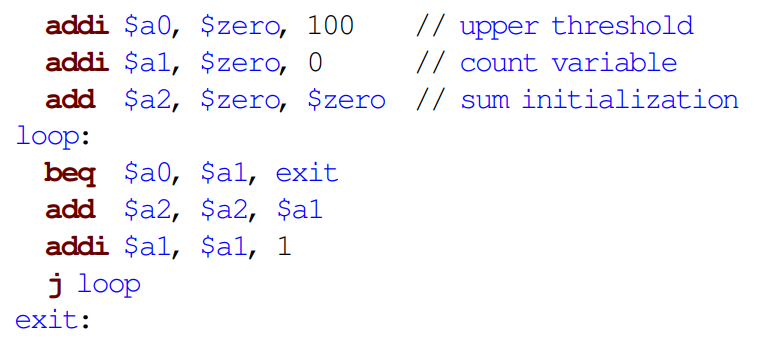 addi $a0, $zero, 100 // upper threshold
addi $a1, $zero, 0 // count variable
add $a2, $zero, $zero // sum initialization
loop:
beq $a0, $a1, exit
add $a2, $a2, $a1
addi $a1, $a1, 1
j loop
exit: